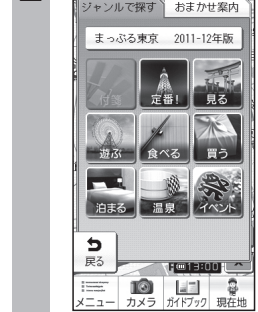 ジャンルで探す おまかせ案内
まっぷる東京 2011-12年版
付箋 定番! 見る
遊ぶ 食べる 買う
泊まる 温泉 イベント
戻る
13:00
メニュー カメラ ガイドブック 現在地